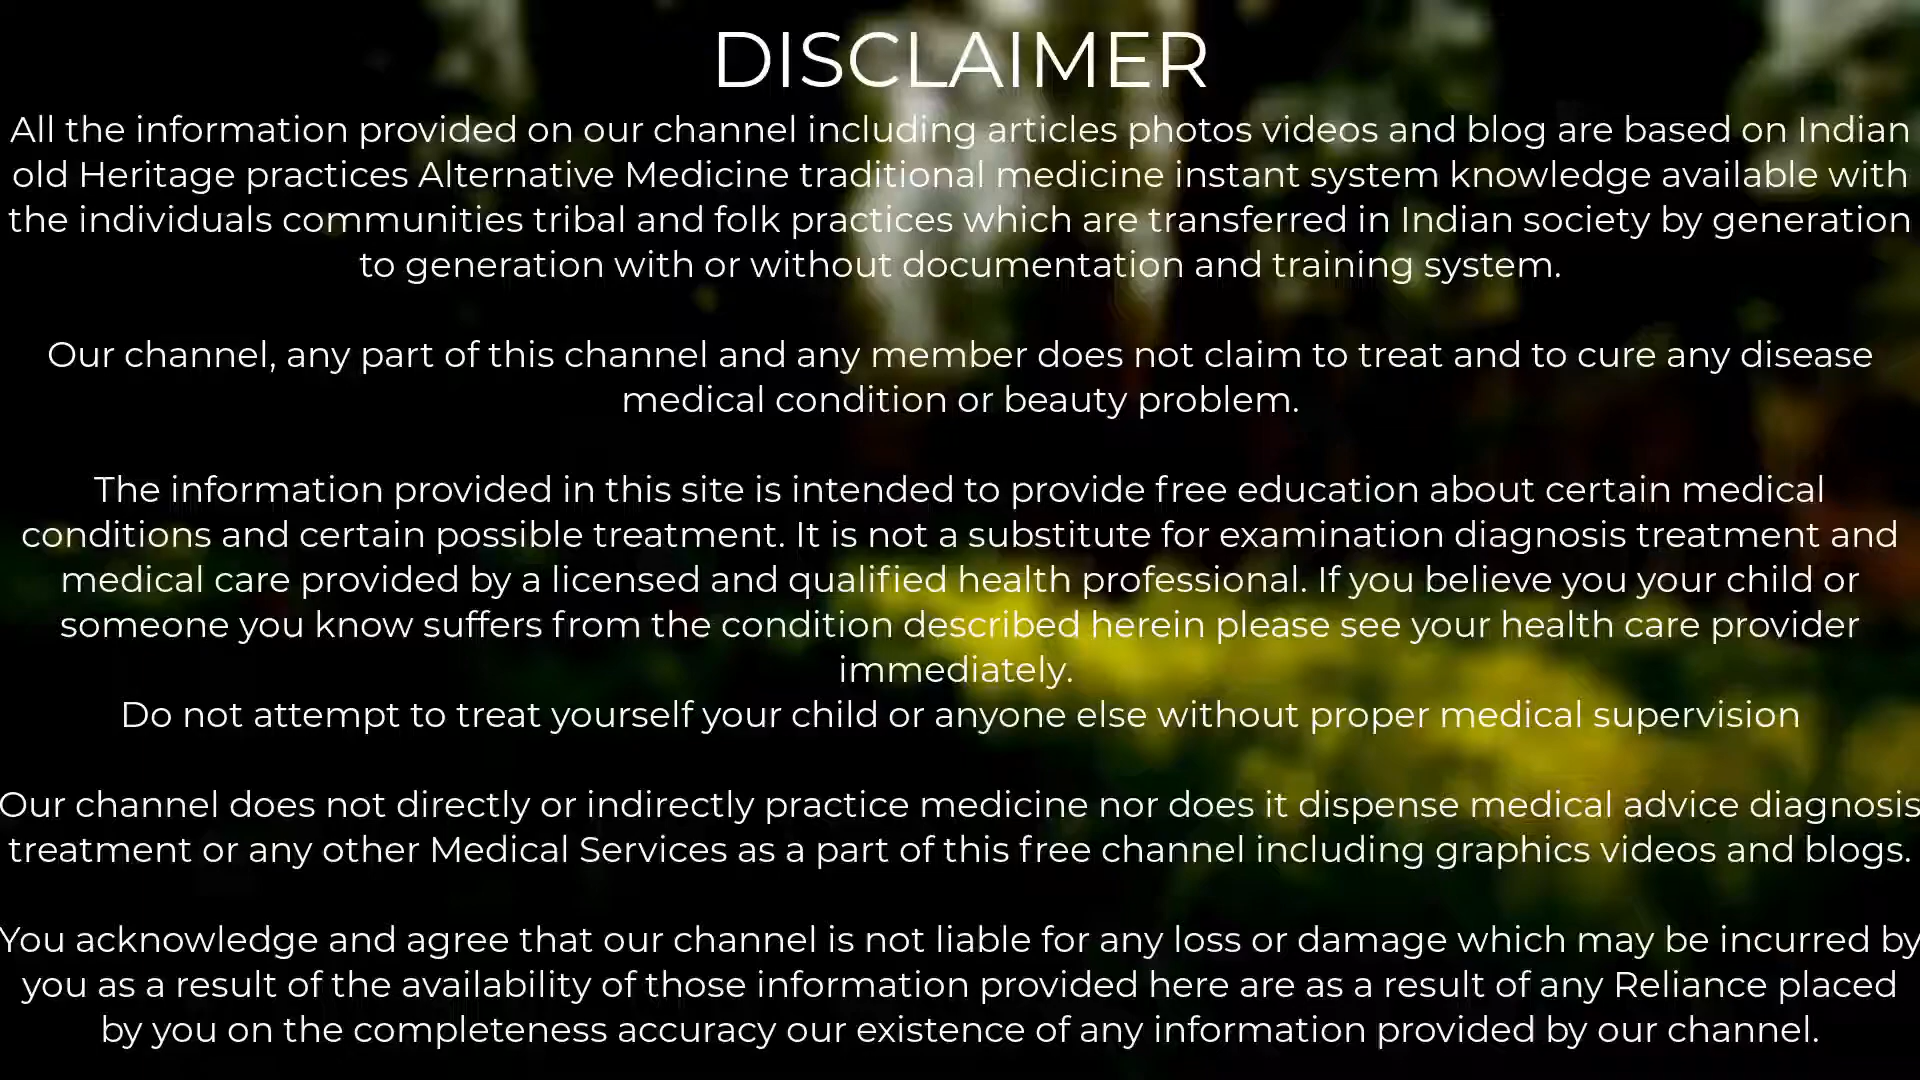 DISCLAIMER
All the information provided on our channel including articles photos videos and blog are based on Indian
old Heritage practices Alternative Medicine traditional medicine instant system knowledge available with
the individuals communities tribal and folk practices which are transferred in Indian society by generation
to generation with or without documentation and training system.
Our channel, any part of this channel and any member does not claim to treat and to cure any disease
medical condition or beauty problem.
The information provided in this site is intended to provide free education about certain medical
conditions and certain possible treatment. It is not a substitute for examination diagnosis treatment and
medical care provided by a licensed and qualified health professional. If you believe you your child or
someone you know suffers from the condition described herein please see your health care provider
immediately.
Do not attempt to treat yourself your child or anyone else without proper medical supervision
Our channel does not directly or indirectly practice medicine nor does it dispense medical advice diagnosis
treatment or any other Medical Services as a part of this free channel including graphics videos and blogs.
You acknowledge and agree that our channel is not liable for any loss or damage which may be incurred by
you as a result of the availability of those information provided here are as a result of any Reliance placed
by you on the completeness accuracy our existence of any information provided by our channel.